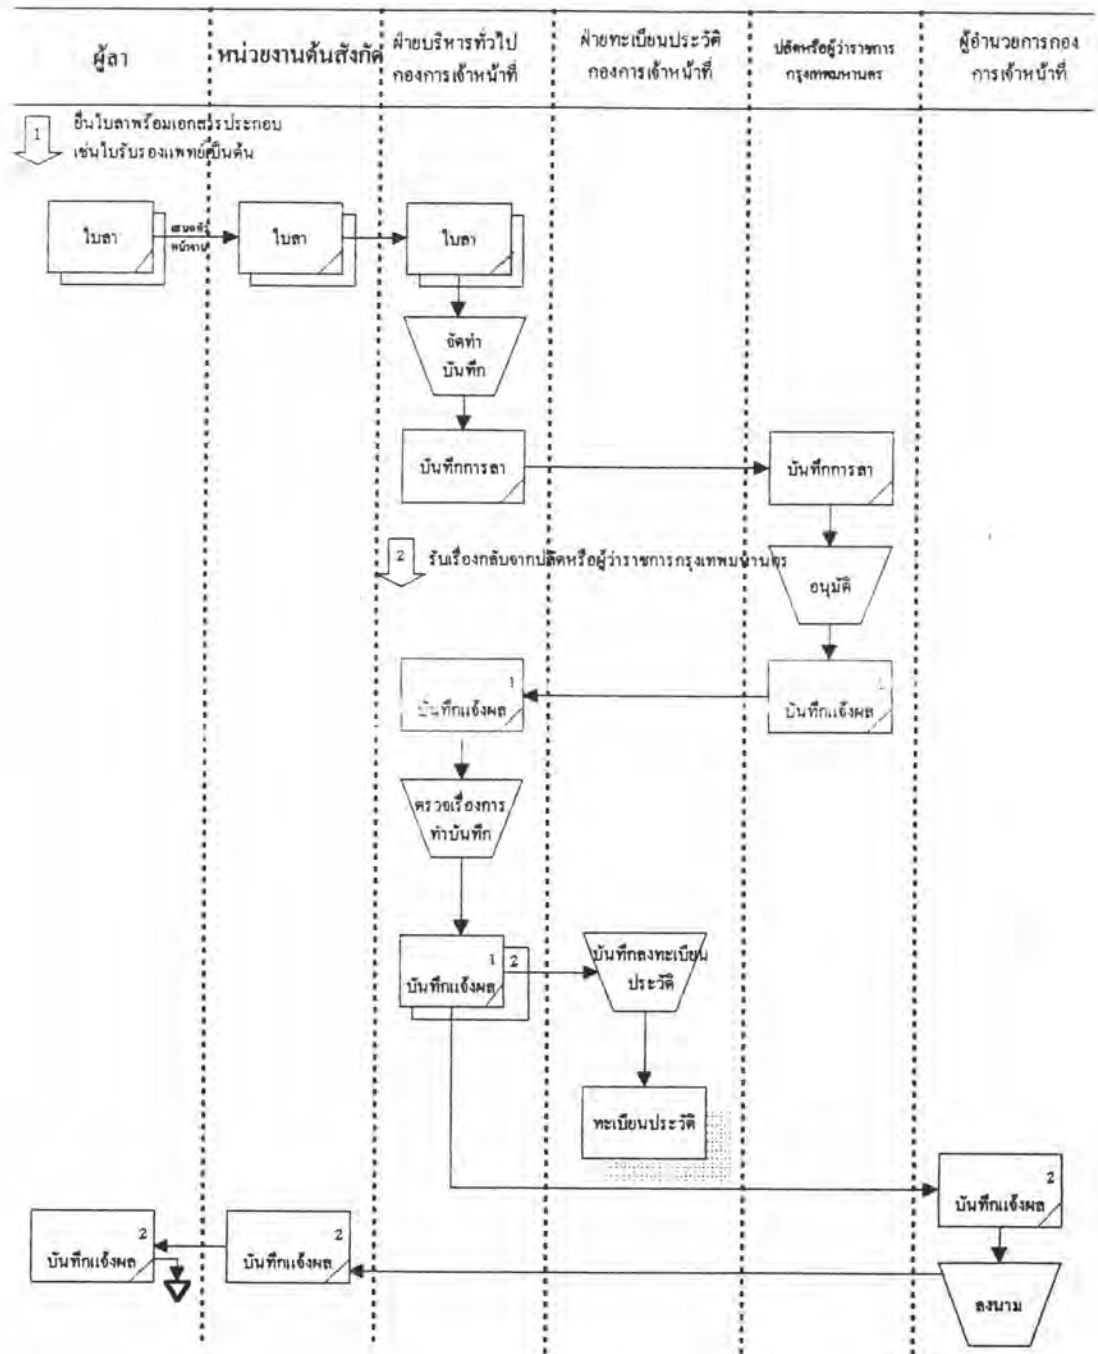 ผู้ลา
หน่วยงานต้นสังกัด
ฝ่ายบริหารทั่วไป
กองการเจ้าหน้าที่
ฝ่ายทะเบียนประวัติ
กองการเจ้าหน้าที่
ปลัดหรือผู้ว่าราชการ
กรุงเทพมหานคร
ผู้อำนวยการกอง
การเจ้าหน้าที่
1
ยื่นใบลาพร้อมเอกสารประกอบ
เช่นใบรับรองแพทย์เป็นต้น
ใบลา
ใบลา
ใบลา
จัดทำ
บันทึก
บันทึกการลา
บันทึกการลา
2
รับเรื่องกลับจากปลัดหรือผู้ว่าราชการกรุงเทพมหานคร
อนุมัติ
1
บันทึกแจ้งผล
1
บันทึกแจ้งผล
ตรวจเรื่องการ
ทำบันทึก
1 2
บันทึกแจ้งผล
บันทึกลงทะเบียน
ประวัติ
ทะเบียนประวัติ
2
บันทึกแจ้งผล
2
บันทึกแจ้งผล
2
บันทึกแจ้งผล
ลงนาม